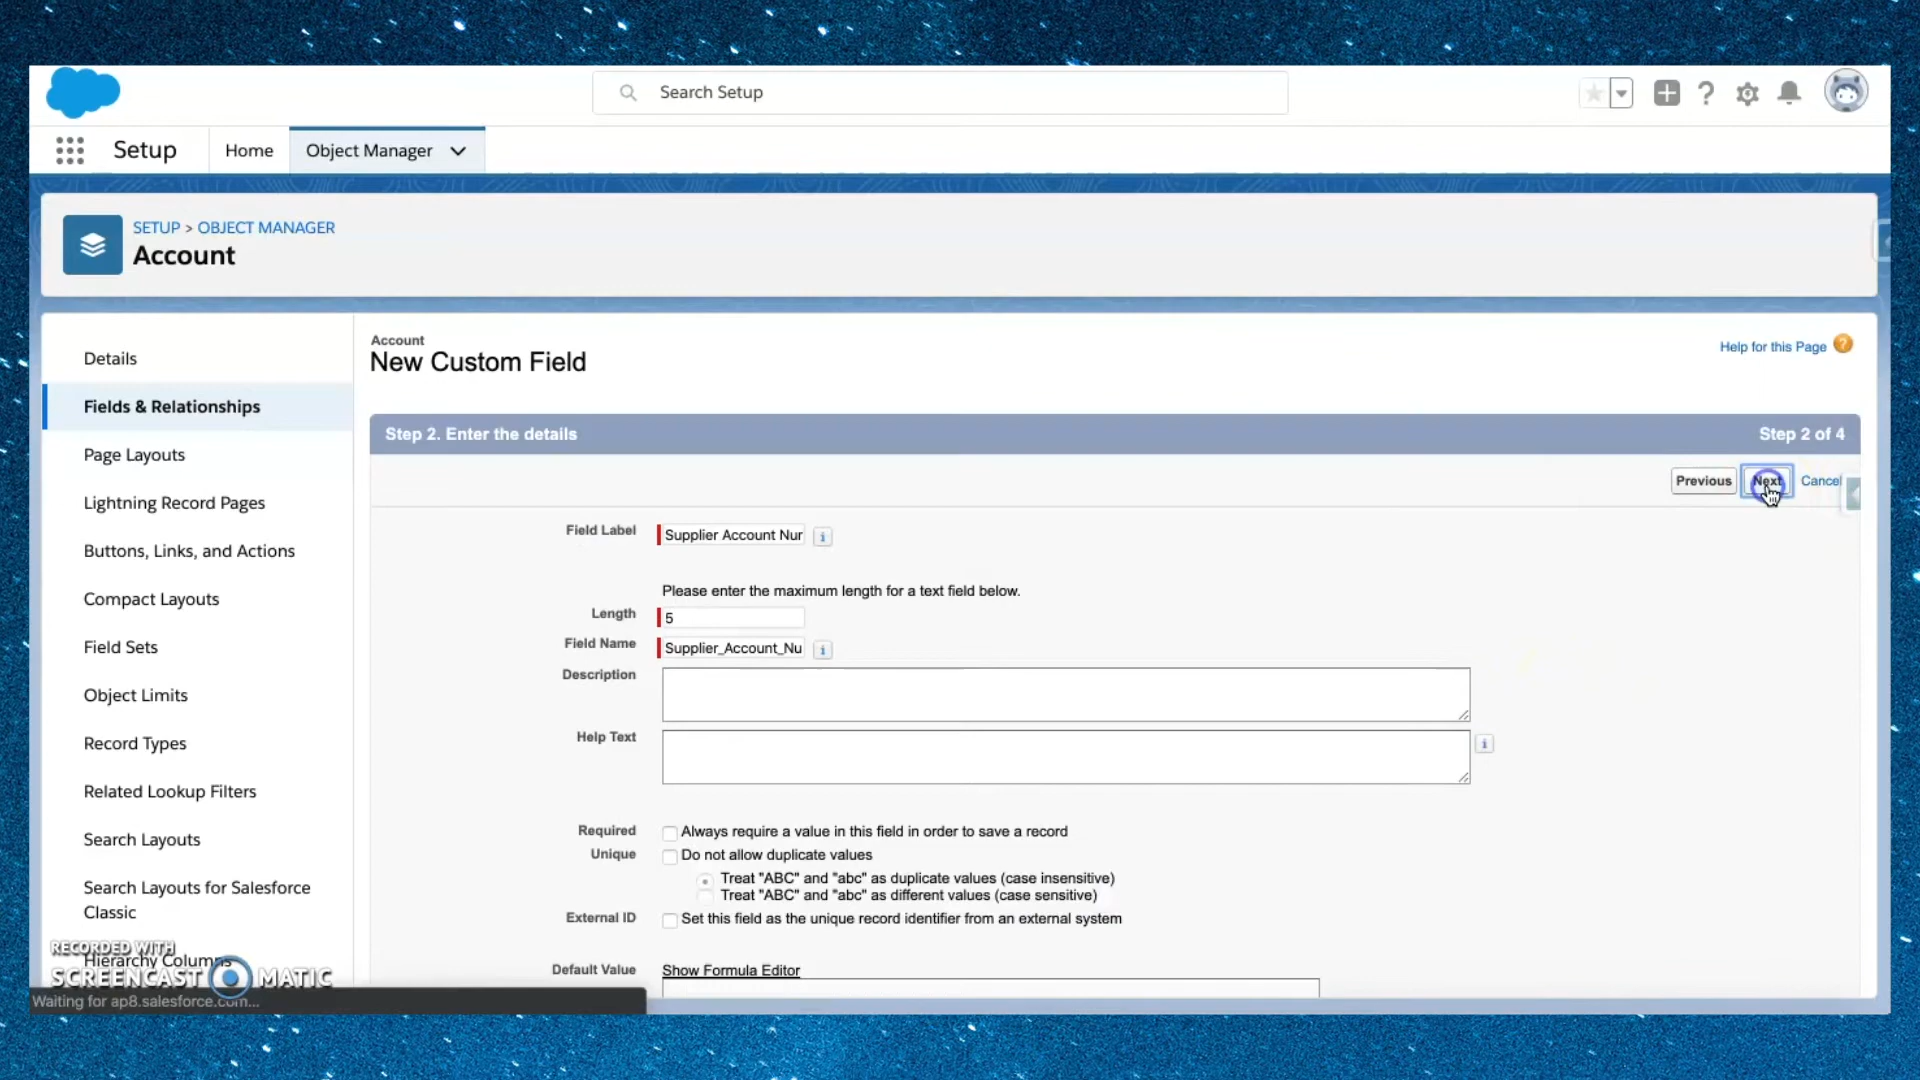 Search Setup
Setup
Home
Object Manager
SETUP > OBJECT MANAGER
Account
Details
Fields & Relationships
Page Layouts
Lightning Record Pages
Buttons, Links, and Actions
Compact Layouts
Field Sets
Object Limits
Record Types
Related Lookup Filters
Search Layouts
Search Layouts for Salesforce
Classic
Hierarchy Columns
Account
New Custom Field
Help for this Page
Step 2. Enter the details
Step 2 of 4
Previous
Next
Cancel
Field Label
Supplier Account Nur
Please enter the maximum length for a text field below.
Length
5
Field Name
Supplier_Account_Nu
Description
Help Text
Required
Always require a value in this field in order to save a record
Unique
Do not allow duplicate values
Treat "ABC" and "abc" as duplicate values (case insensitive)
Treat "ABC" and "abc" as different values (case sensitive)
External ID
Set this field as the unique record identifier from an external system
Default Value
Show Formula Editor
RECORDED WITH
SCREENCAST MATIC
Waiting for ap8.salesforce.com...